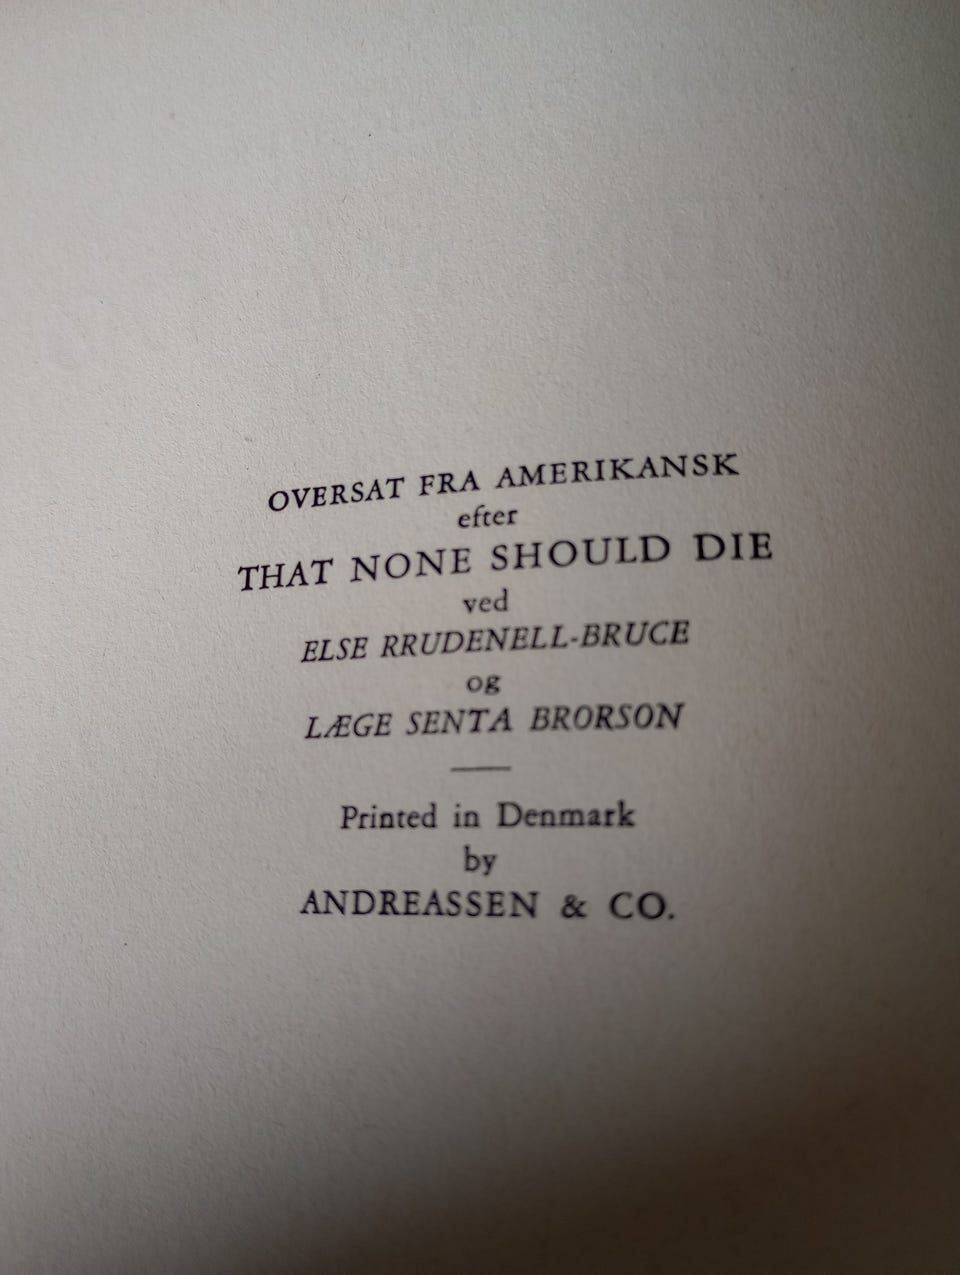 OVERSAT FRA AMERIKANSK
efter
THAT NONE SHOULD DIE
ved
ELSE RRUDENELL-BRUCE
og
LÆGE SENTA BRORSON
Printed in Denmark
by
ANDREASSEN & CO.